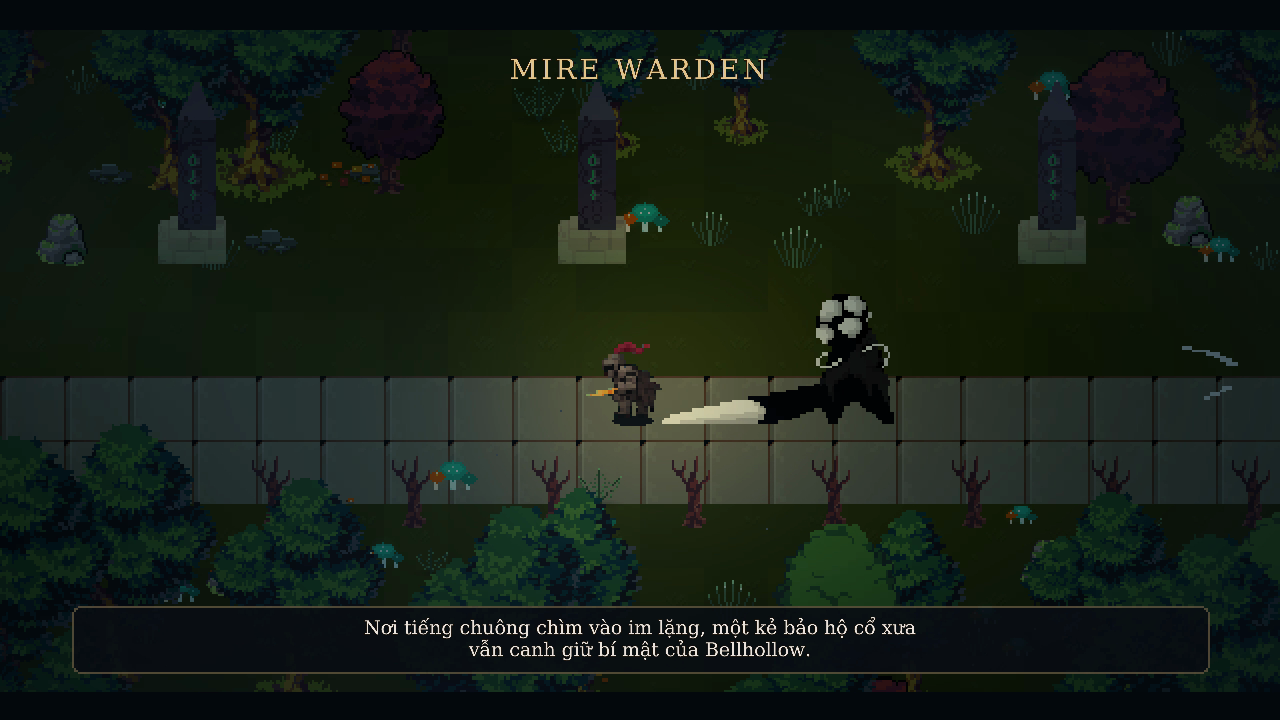 MIRE WARDEN
Nơi tiếng chuông chìm vào im lặng, một kẻ bảo hộ cổ xưa
vẫn canh giữ bí mật của Bellhollow.